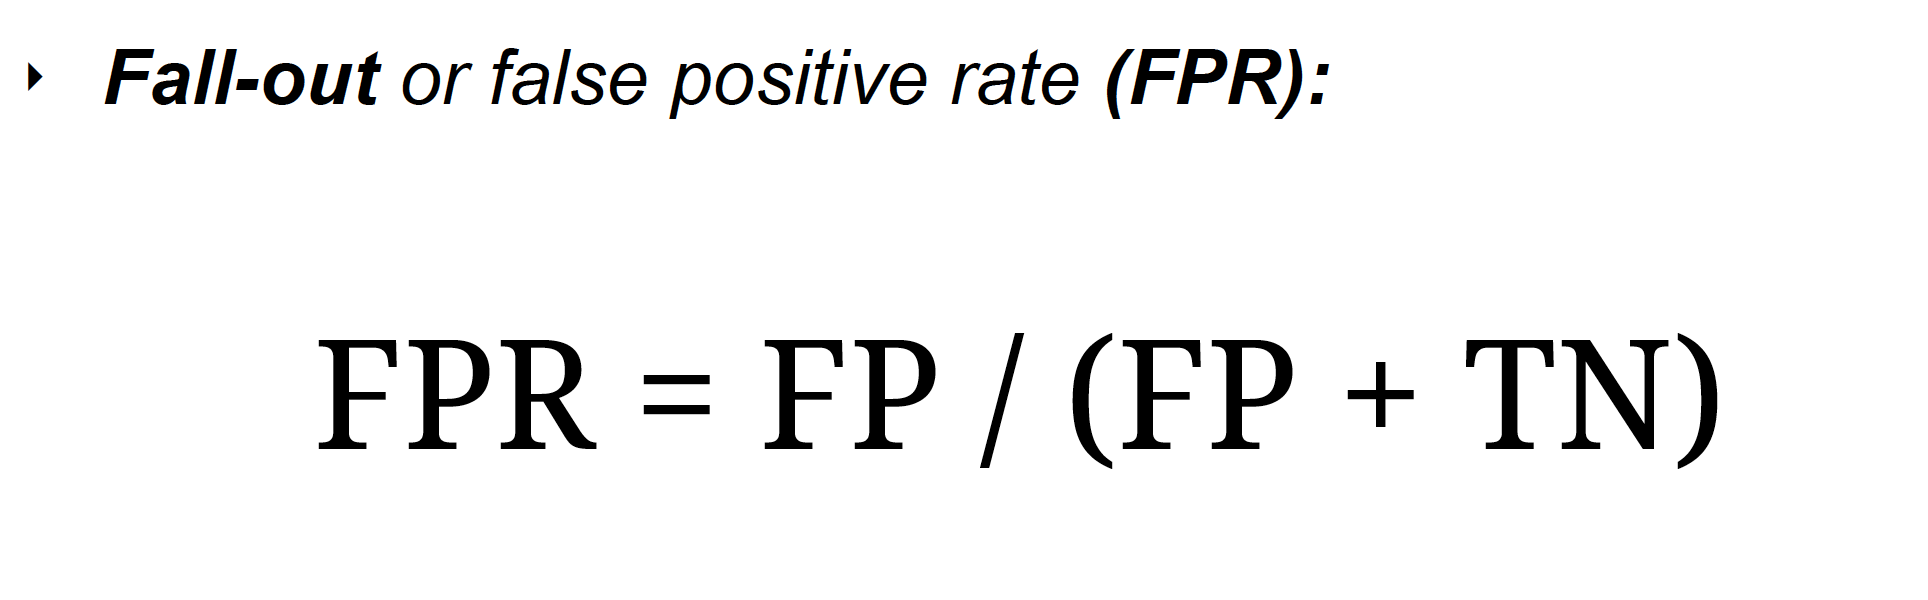 ‣ Fall-out or false positive rate (FPR):
FPR = FP / (FP + TN)